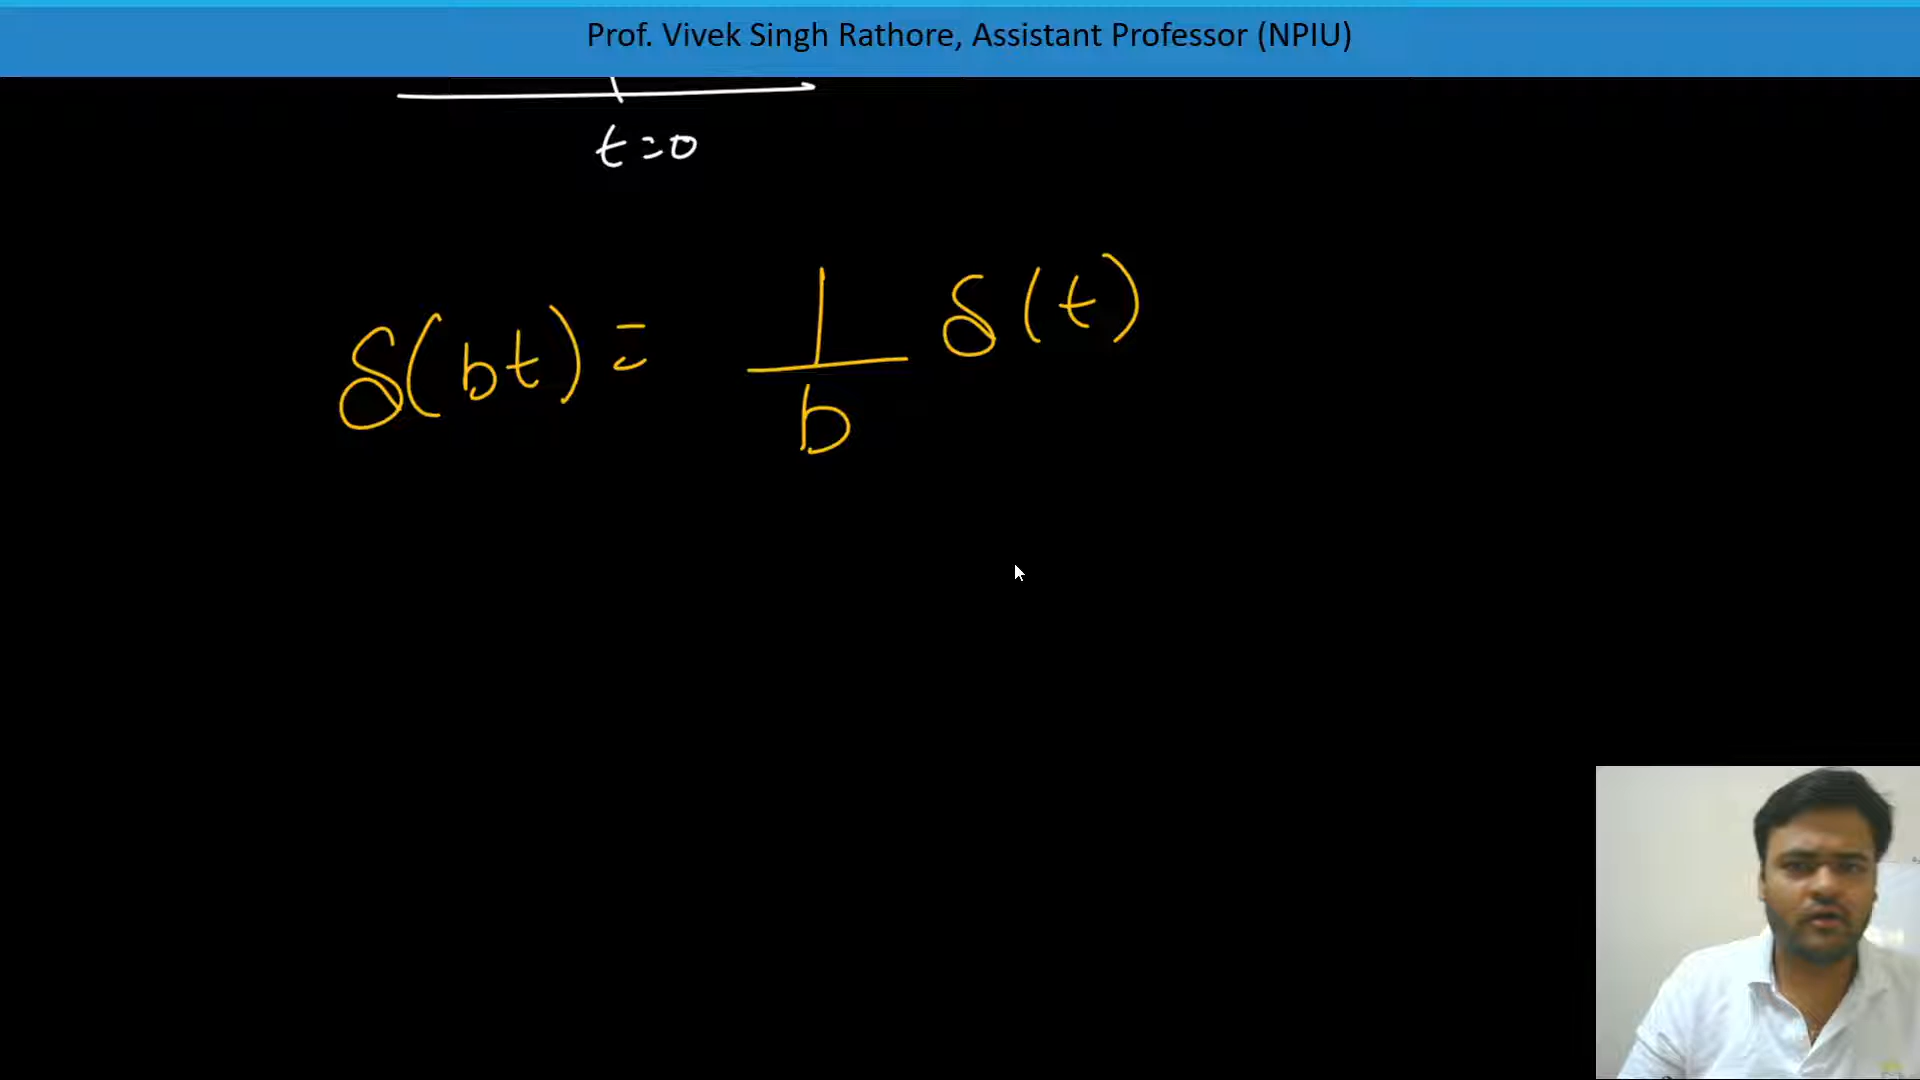 Prof. Vivek Singh Rathore, Assistant Professor (NPIU)
t=0
δ(bt) = 1/b δ(t)